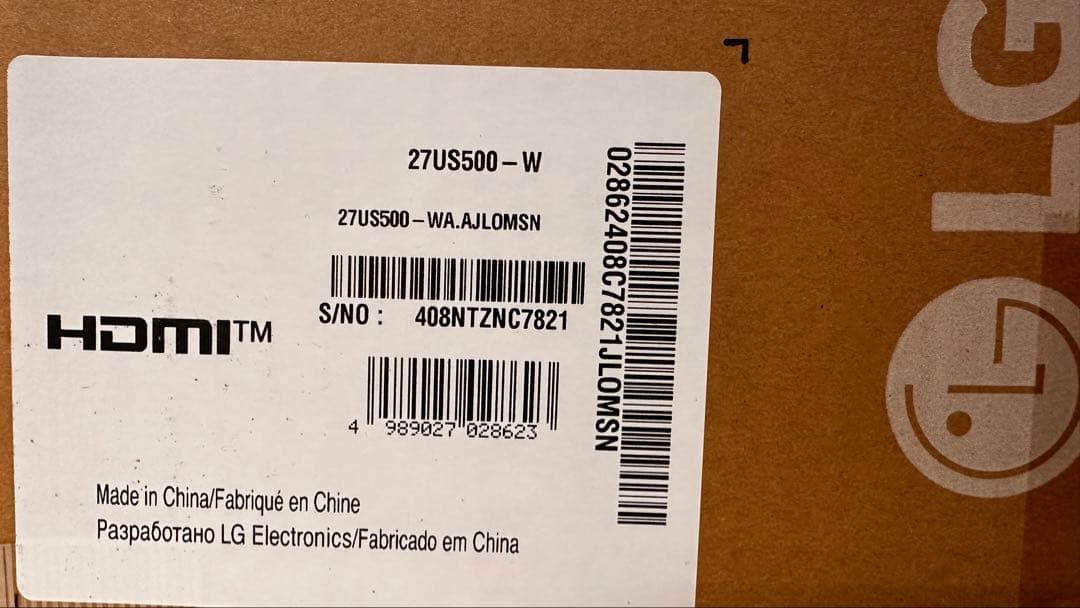 27US500-W
27US500-WA.AJLOMSN
S/NO : 408NTZNC7821
HDMI™
4 989027 028623
02862408C7821JLOMSN
Made in China/Fabriqué en Chine
Разработано LG Electronics/Fabricado em China
LG